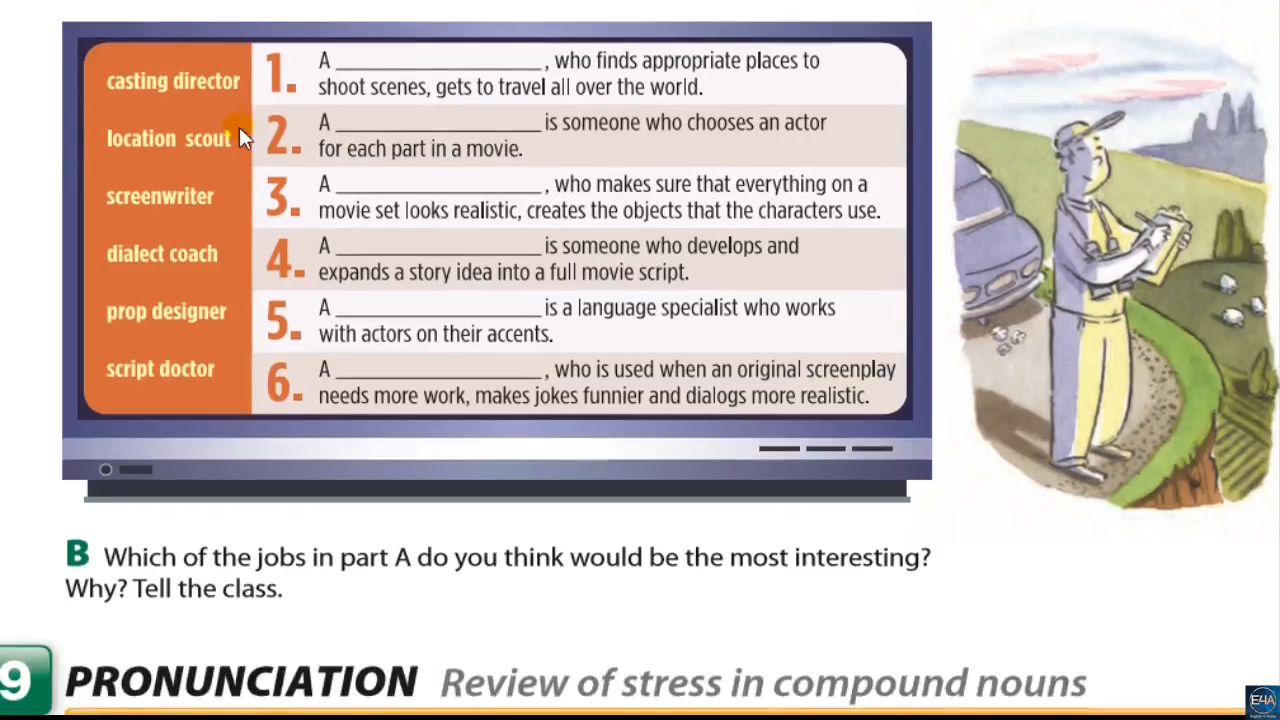 casting director
location scout
screenwriter
dialect coach
prop designer
script doctor
1. A ____________________, who finds appropriate places to
shoot scenes, gets to travel all over the world.
2. A ____________________ is someone who chooses an actor
for each part in a movie.
3. A ____________________, who makes sure that everything on a
movie set looks realistic, creates the objects that the characters use.
4. A ____________________ is someone who develops and
expands a story idea into a full movie script.
5. A ____________________ is a language specialist who works
with actors on their accents.
6. A ____________________, who is used when an original screenplay
needs more work, makes jokes funnier and dialogs more realistic.
B Which of the jobs in part A do you think would be the most interesting?
Why? Tell the class.
9 PRONUNCIATION Review of stress in compound nouns
E4A